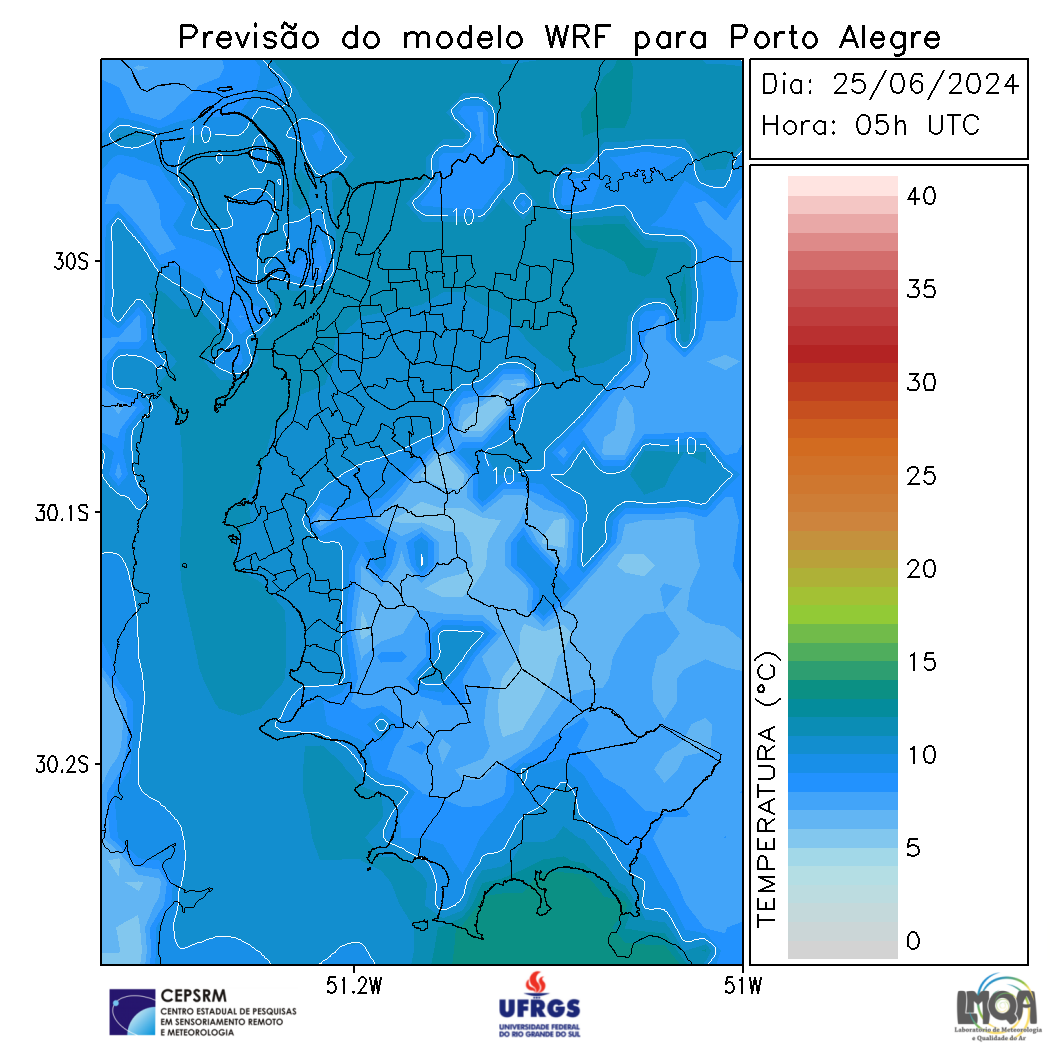 Previsão do modelo WRF para Porto Alegre
Dia: 25/06/2024
Hora: 05h UTC
10
10
10
10
30S
30.1S
30.2S
51.2W
51W
40
35
30
25
20
15
10
5
0
TEMPERATURA (°C)
CEPSRM
CENTRO ESTADUAL DE PESQUISAS
EM SENSORIAMENTO REMOTO
E METEOROLOGIA
UFRGS
UNIVERSIDADE FEDERAL
DO RIO GRANDE DO SUL
LMQA
Laboratório de Meteorologia
e Qualidade do Ar